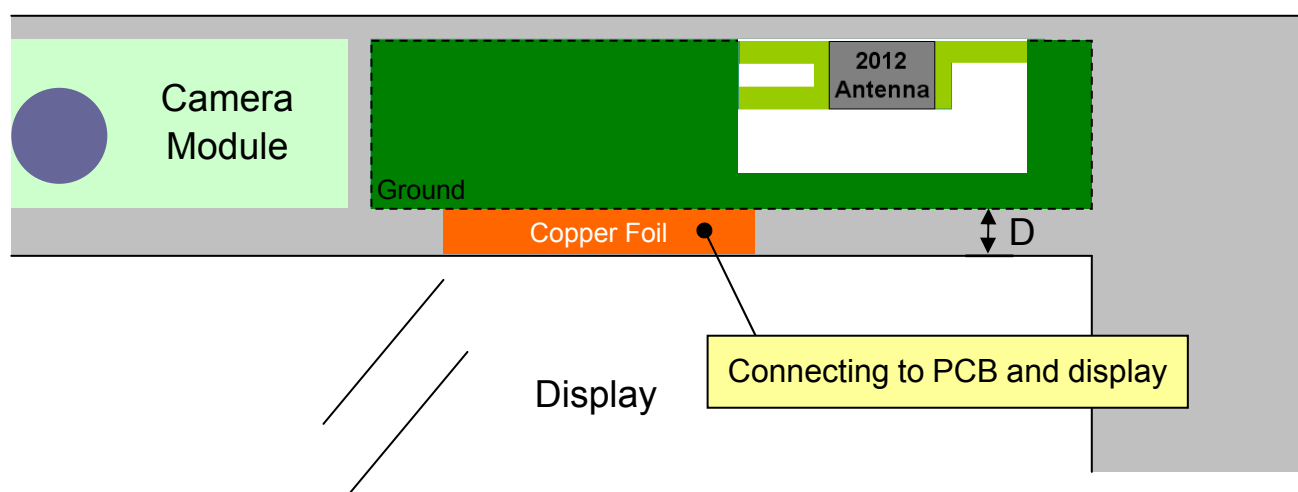 2012
Antenna
Camera
Module
Ground
Copper Foil
D
Connecting to PCB and display
Display